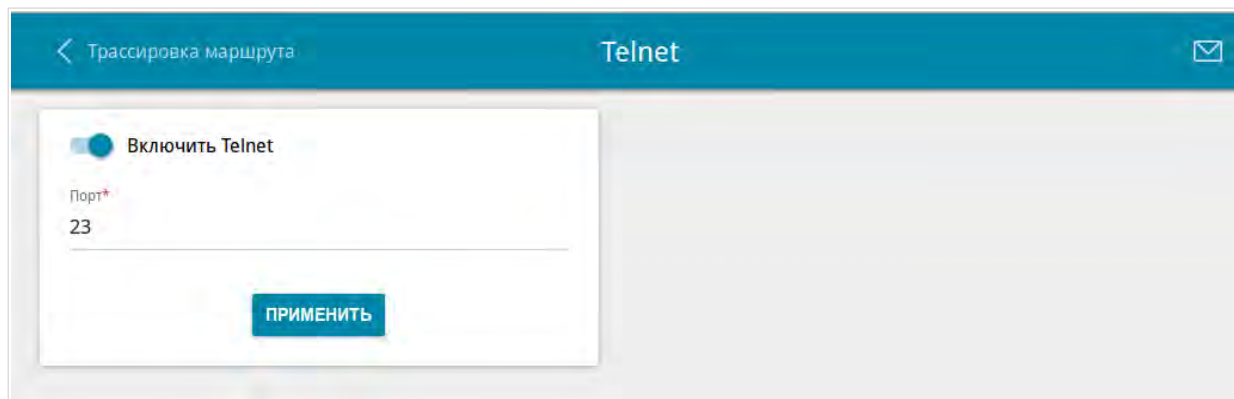 Трассировка маршрута
Telnet
Включить Telnet
Порт*
23
ПРИМЕНИТЬ